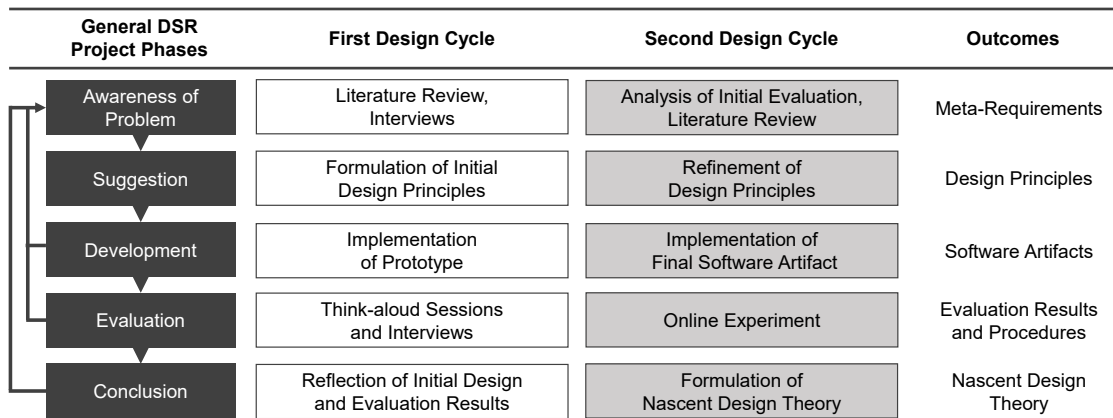 General DSR
Project Phases
First Design Cycle
Second Design Cycle
Outcomes
Awareness of
Problem
Literature Review,
Interviews
Analysis of Initial Evaluation,
Literature Review
Meta-Requirements
Suggestion
Formulation of Initial
Design Principles
Refinement of
Design Principles
Design Principles
Development
Implementation
of Prototype
Implementation of
Final Software Artifact
Software Artifacts
Evaluation
Think-aloud Sessions
and Interviews
Online Experiment
Evaluation Results
and Procedures
Conclusion
Reflection of Initial Design
and Evaluation Results
Formulation of
Nascent Design Theory
Nascent Design
Theory